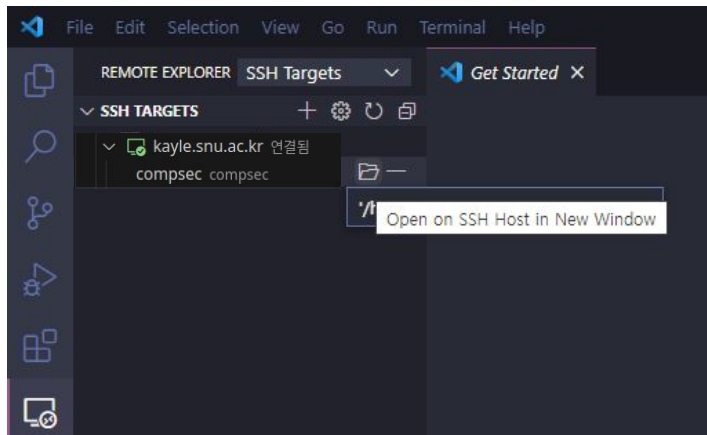 File Edit Selection View Go Run Terminal Help
REMOTE EXPLORER SSH Targets
Get Started
SSH TARGETS
kayle.snu.ac.kr 연결됨
compsec compsec
Open on SSH Host in New Window